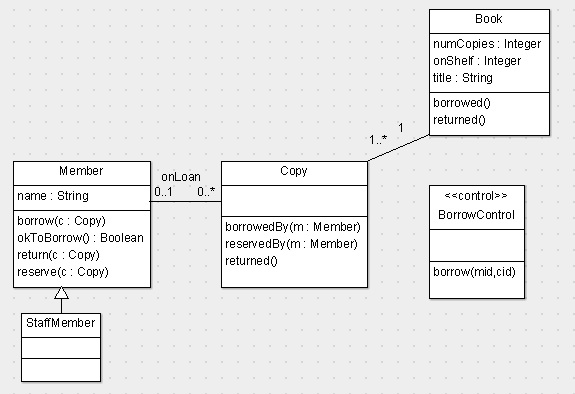 Book
numCopies : Integer
onShelf : Integer
title : String
borrowed()
returned()
1..* 1
Member
name : String
borrow(c : Copy)
okToBorrow() : Boolean
return(c : Copy)
reserve(c : Copy)
onLoan
0..1 0..*
Copy
borrowedBy(m : Member)
reservedBy(m : Member)
returned()
<<control>>
BorrowControl
borrow(mid,cid)
StaffMember